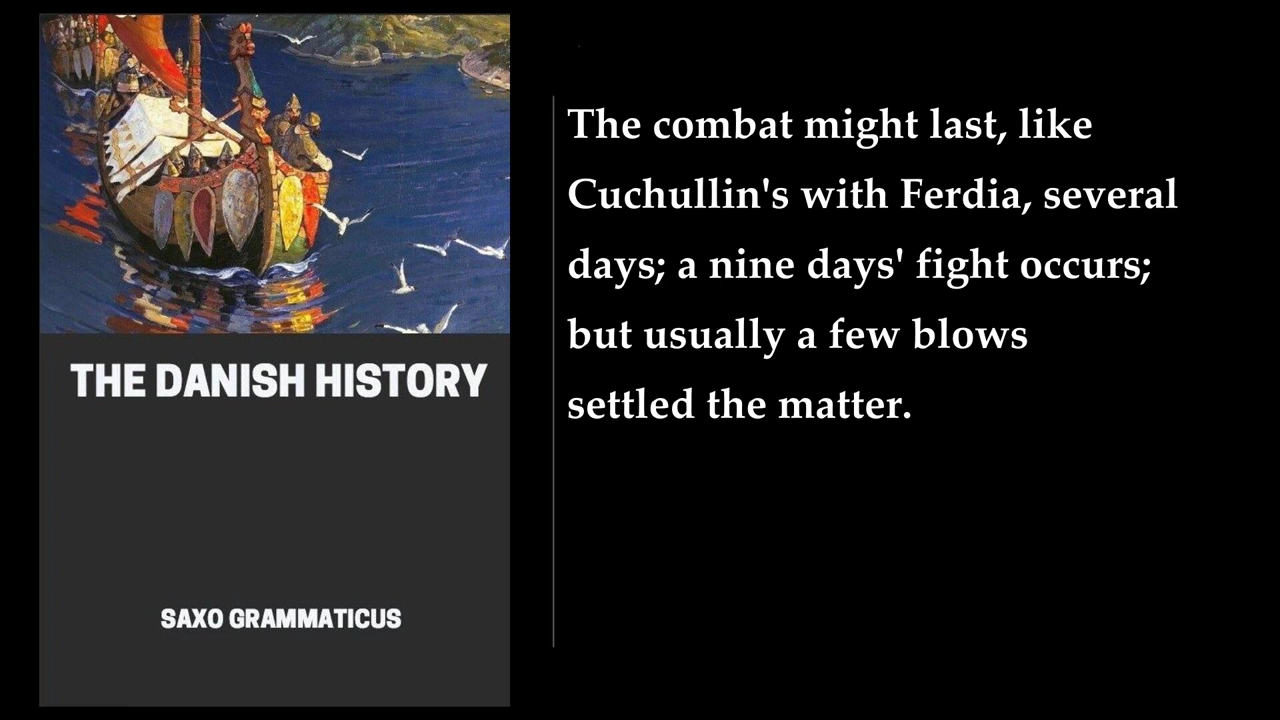 THE DANISH HISTORY
SAXO GRAMMATICUS
The combat might last, like
Cuchullin's with Ferdia, several
days; a nine days' fight occurs;
but usually a few blows
settled the matter.